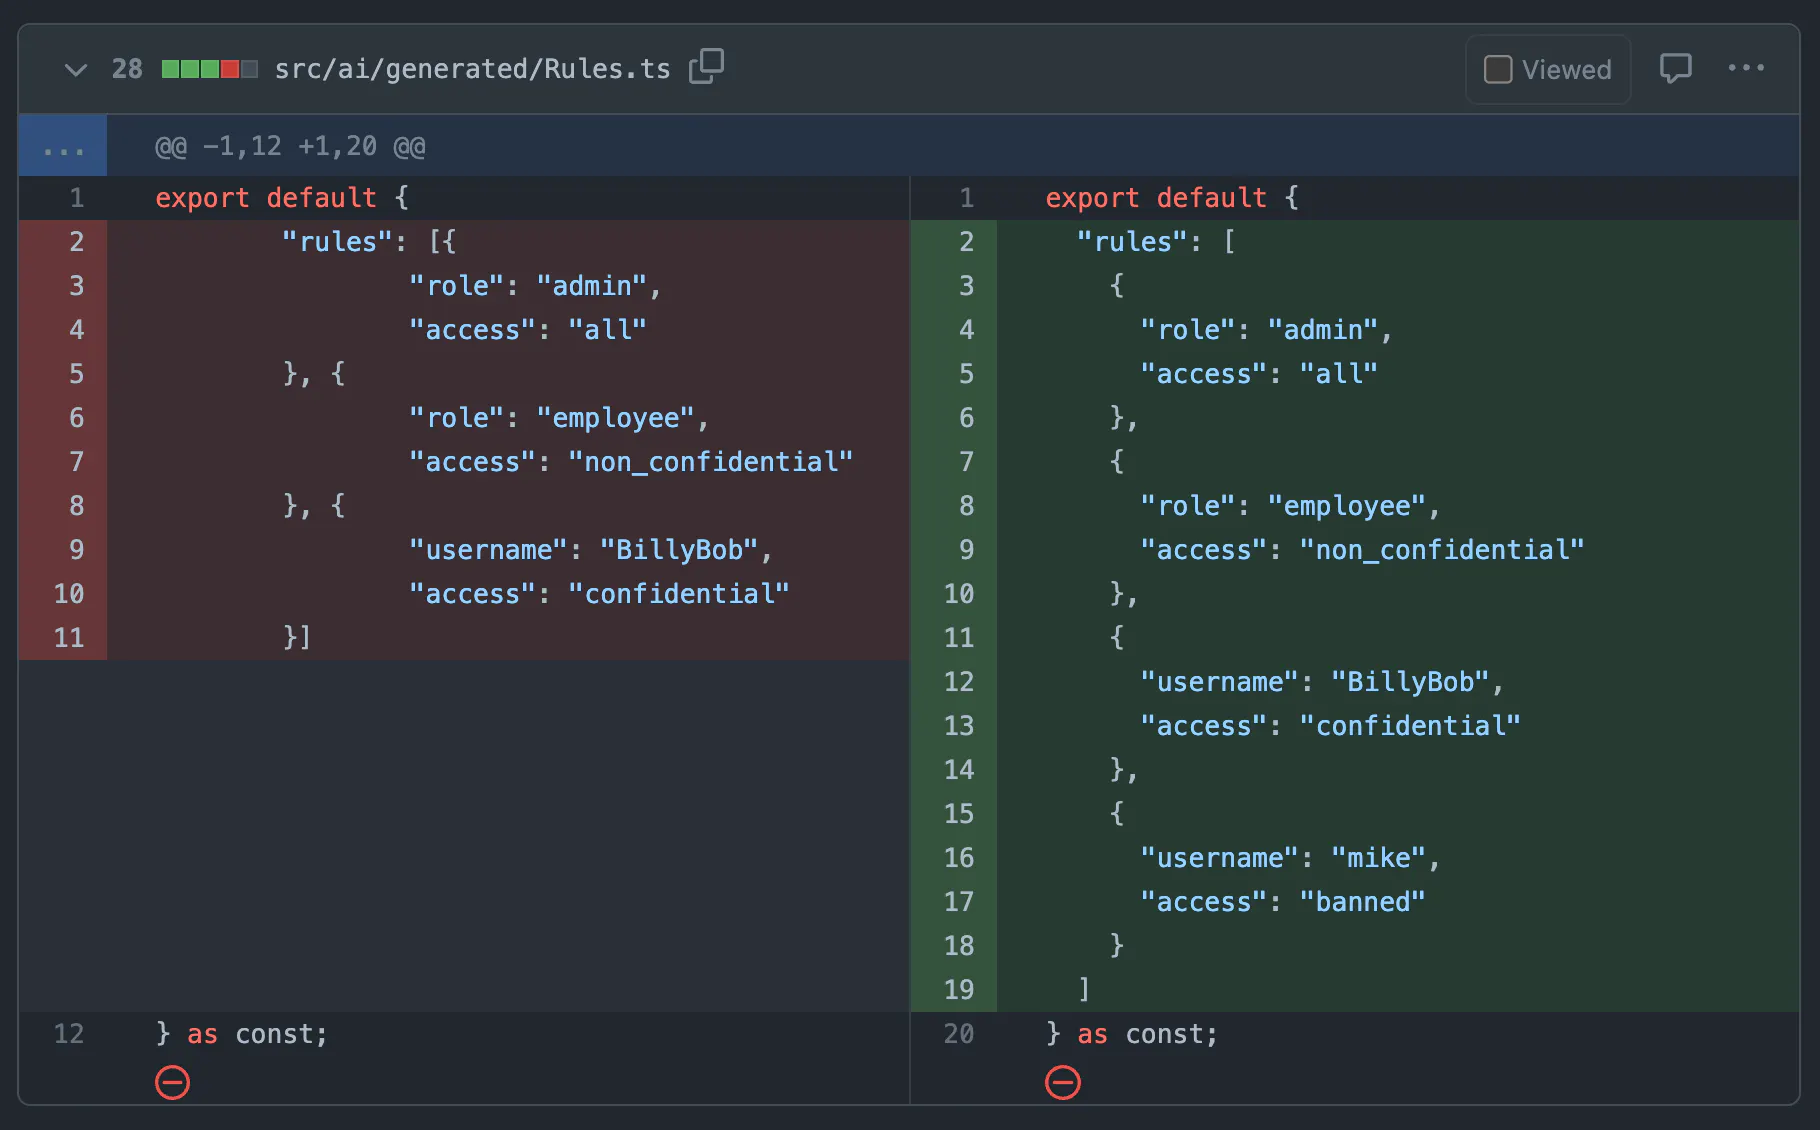 28 src/ai/generated/Rules.ts Viewed
... @@ -1,12 +1,20 @@
1 export default {
2 "rules": [{
3 "role": "admin",
4 "access": "all"
5 }, {
6 "role": "employee",
7 "access": "non_confidential"
8 }, {
9 "username": "BillyBob",
10 "access": "confidential"
11 }]
12 } as const;
1 export default {
2 "rules": [
3 {
4 "role": "admin",
5 "access": "all"
6 },
7 {
8 "role": "employee",
9 "access": "non_confidential"
10 },
11 {
12 "username": "BillyBob",
13 "access": "confidential"
14 },
15 {
16 "username": "mike",
17 "access": "banned"
18 }
19 ]
20 } as const;